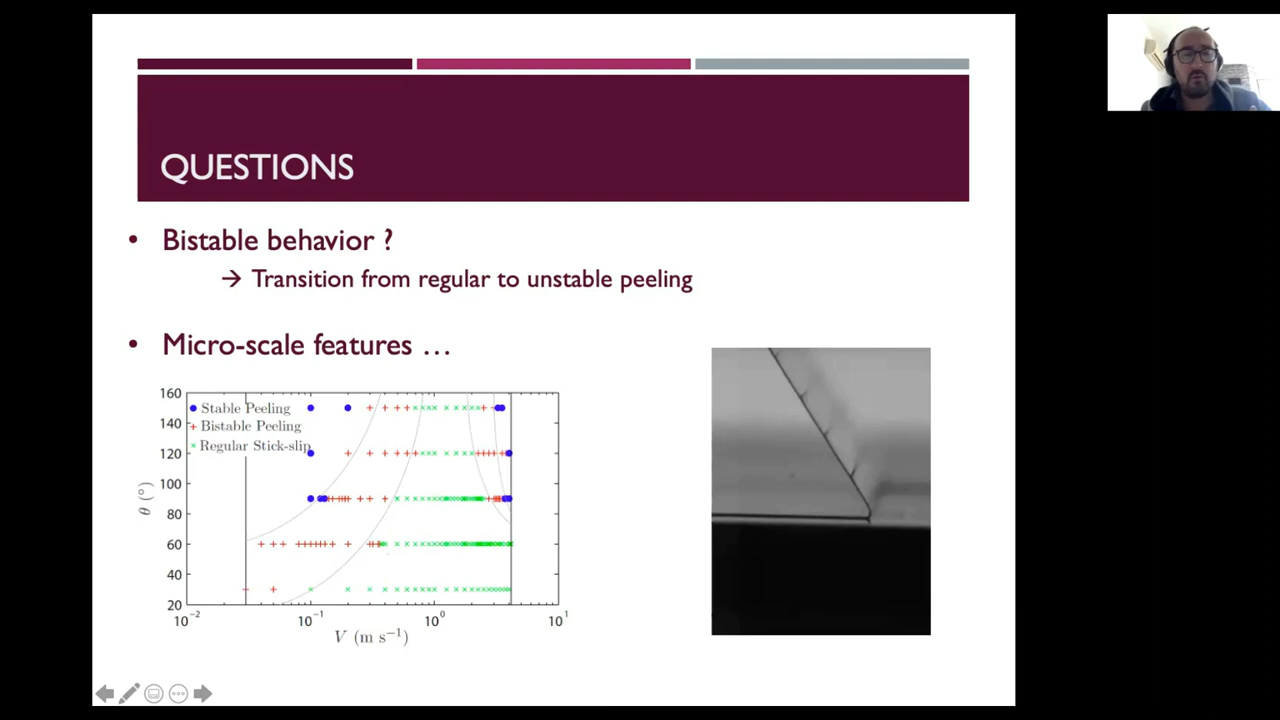 QUESTIONS
• Bistable behavior ?
→ Transition from regular to unstable peeling
• Micro-scale features …
160
140
120
100
80
60
40
20
θ (°)
Stable Peeling
Bistable Peeling
Regular Stick-slip
10⁻²
10⁻¹
10⁰
10¹
V (m s⁻¹)